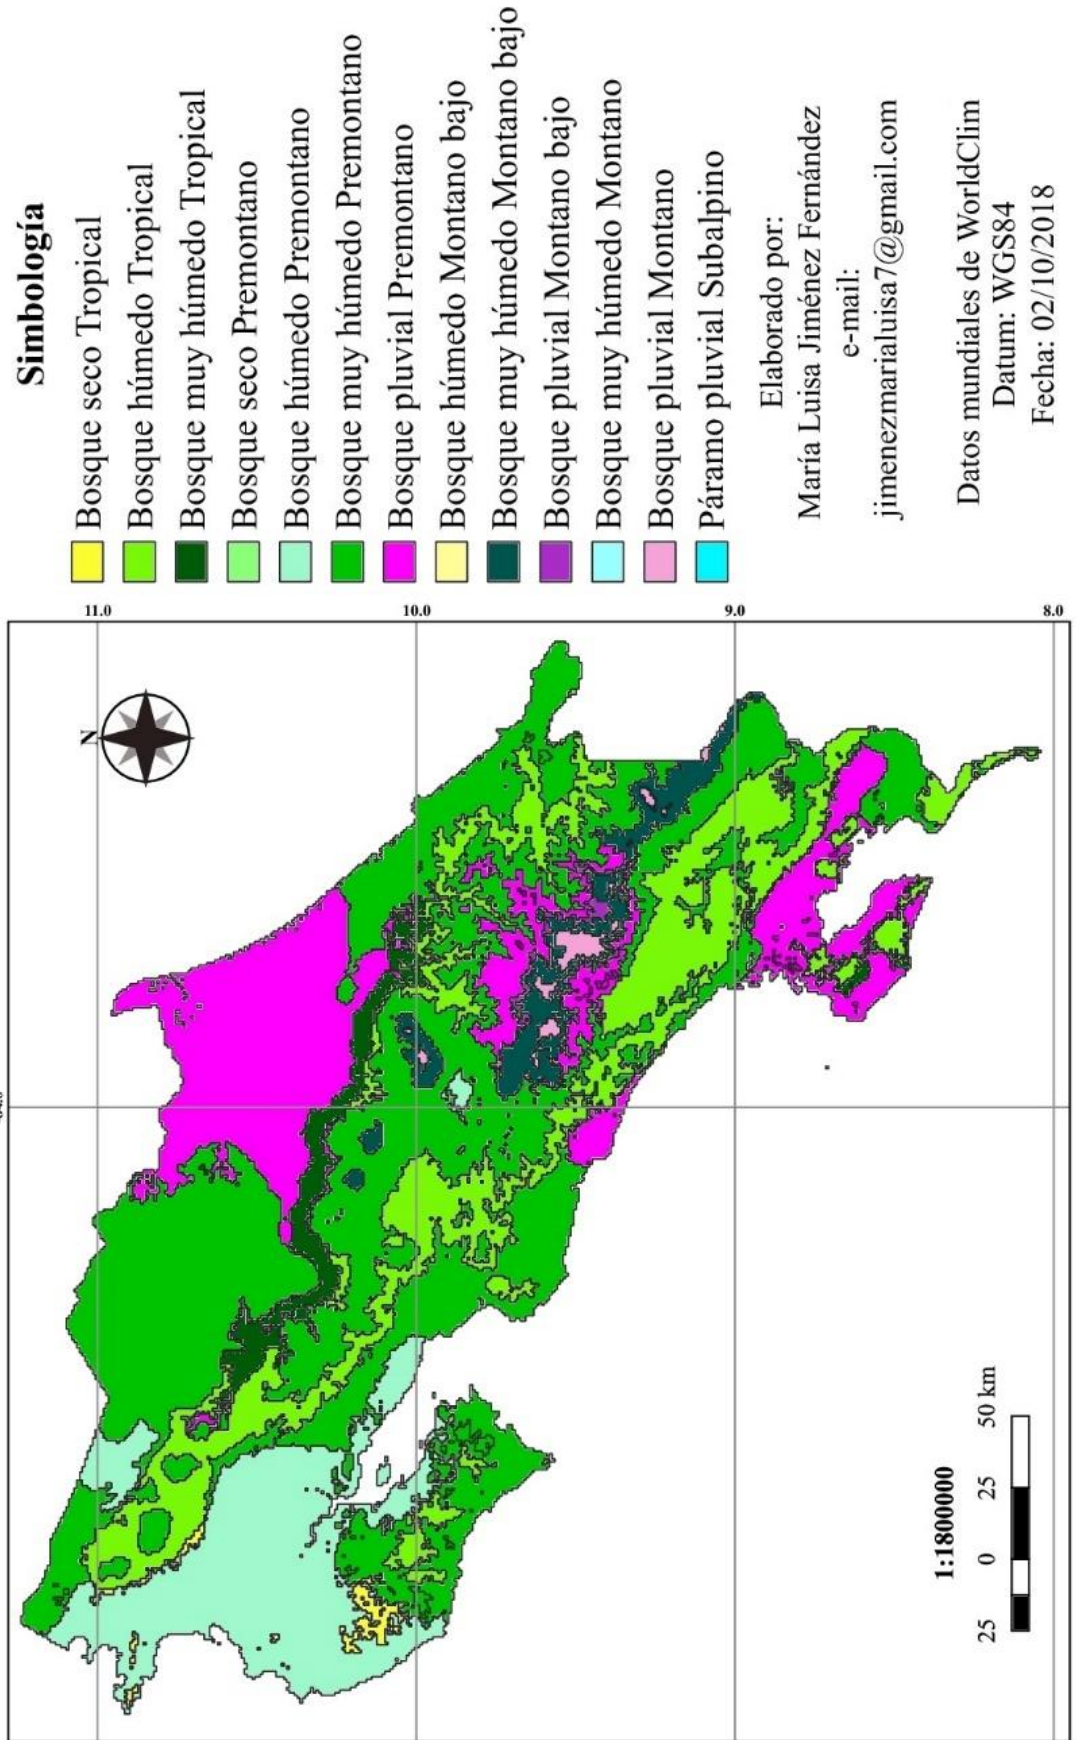 N
11.0
10.0
9.0
8.0
1:1800000
25 0 25 50 km
Simbología
Bosque seco Tropical
Bosque húmedo Tropical
Bosque muy húmedo Tropical
Bosque seco Premontano
Bosque húmedo Premontano
Bosque muy húmedo Premontano
Bosque pluvial Premontano
Bosque húmedo Montano bajo
Bosque muy húmedo Montano bajo
Bosque pluvial Montano bajo
Bosque muy húmedo Montano
Bosque pluvial Montano
Páramo pluvial Subalpino
Elaborado por:
María Luisa Jiménez Fernández
e-mail:
jimenezmarialuisa7@gmail.com
Datos mundiales de WorldClim
Datum: WGS84
Fecha: 02/10/2018